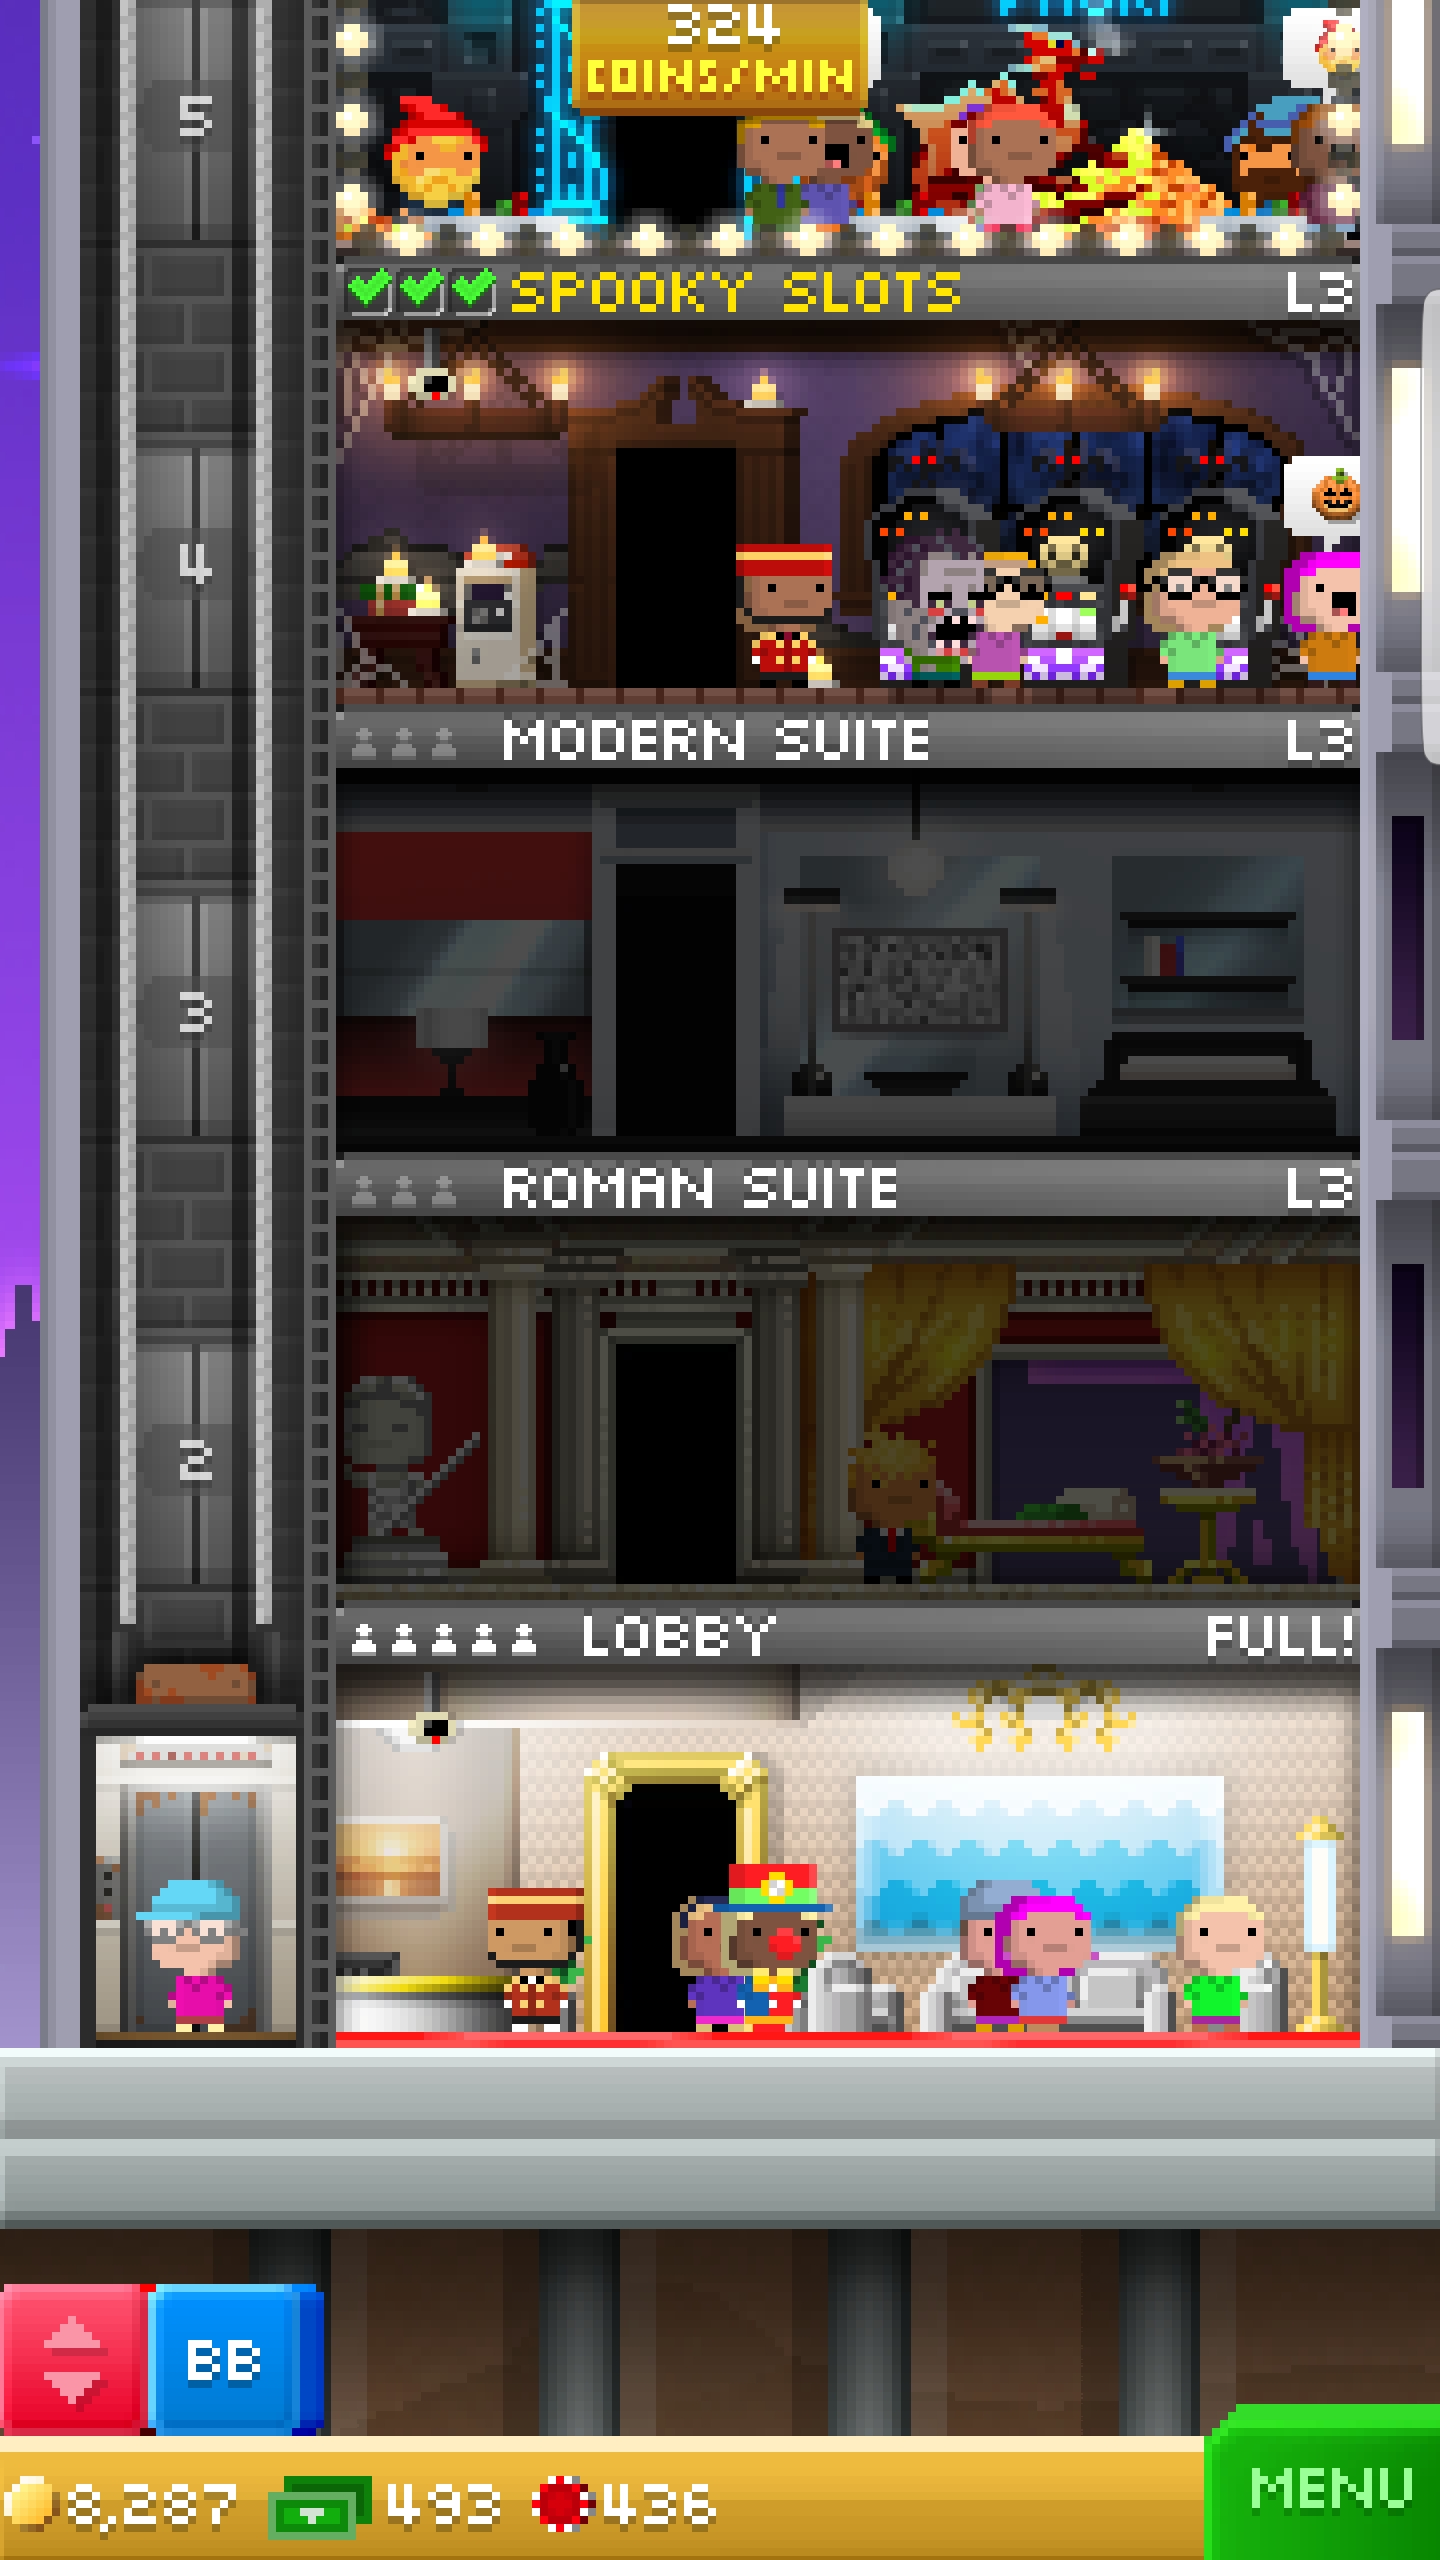 324
COINS/MIN
5
SPOOKY SLOTS L3
4
MODERN SUITE L3
3
ROMAN SUITE L3
2
LOBBY FULL!
BB
8,287 493 436
MENU